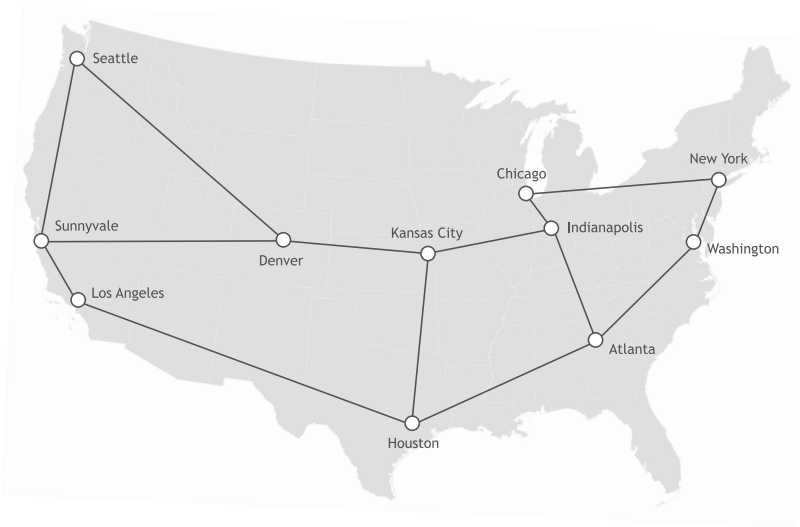 Seattle
New York
Chicago
Sunnyvale
Indianapolis
Kansas City
Washington
Denver
Los Angeles
Atlanta
Houston